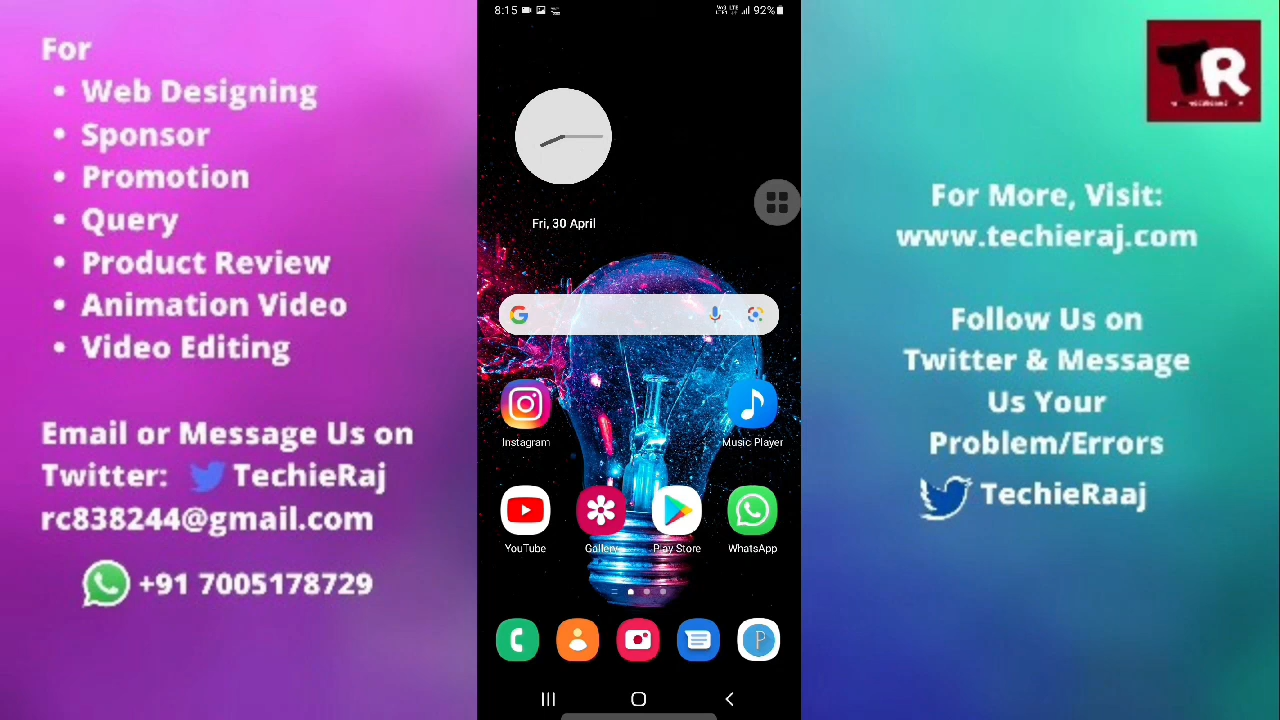 For
• Web Designing
• Sponsor
• Promotion
• Query
• Product Review
• Animation Video
• Video Editing
Email or Message Us on
Twitter: TechieRaj
rc838244@gmail.com
+91 7005178729
8:15
92%
Fri, 30 April
Instagram
Music Player
YouTube
Gallery
Play Store
WhatsApp
P
TR
For More, Visit:
www.techieraj.com
Follow Us on
Twitter & Message
Us Your
Problem/Errors
TechieRaaj